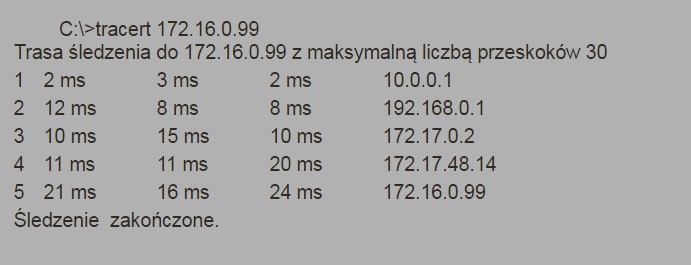 C:\>tracert 172.16.0.99
Trasa śledzenia do 172.16.0.99 z maksymalną liczbą przeskoków 30
1 2 ms 3 ms 2 ms 10.0.0.1
2 12 ms 8 ms 8 ms 192.168.0.1
3 10 ms 15 ms 10 ms 172.17.0.2
4 11 ms 11 ms 20 ms 172.17.48.14
5 21 ms 16 ms 24 ms 172.16.0.99
Śledzenie zakończone.